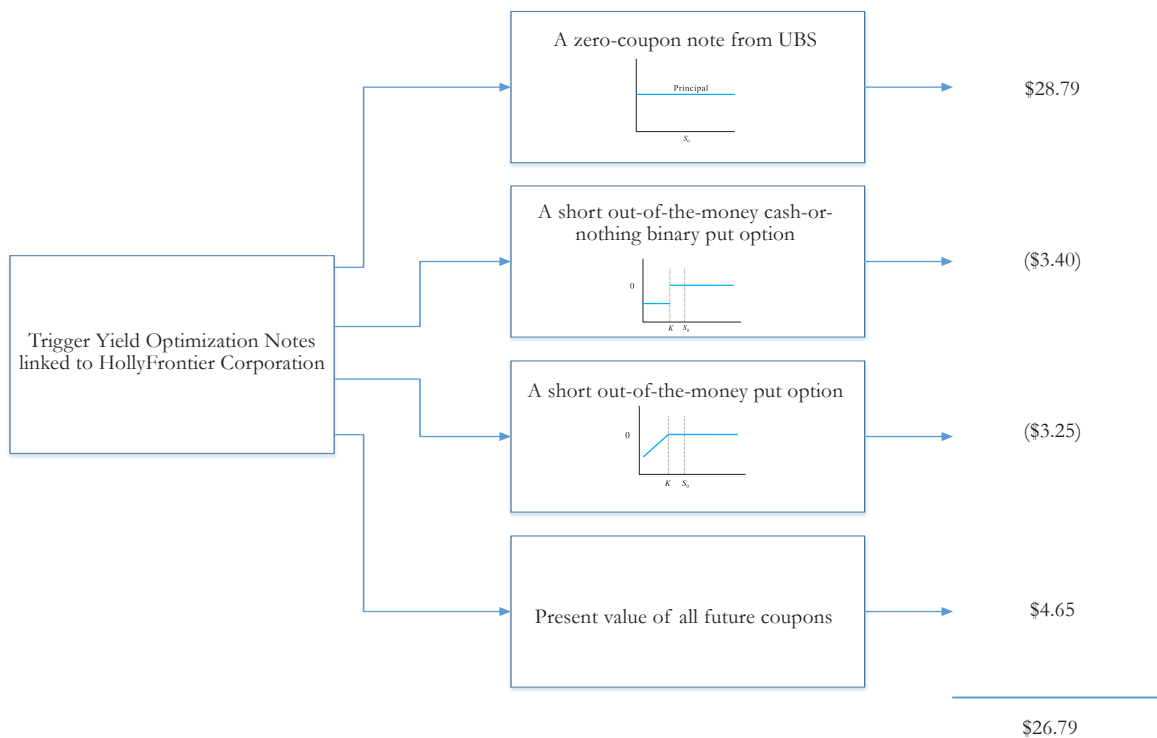 A zero-coupon note from UBS
Principal
S₀
$28.79
A short out-of-the-money cash-or-
nothing binary put option
0
K S₀
($3.40)
Trigger Yield Optimization Notes
linked to HollyFrontier Corporation
A short out-of-the-money put option
0
K S₀
($3.25)
Present value of all future coupons
$4.65
$26.79